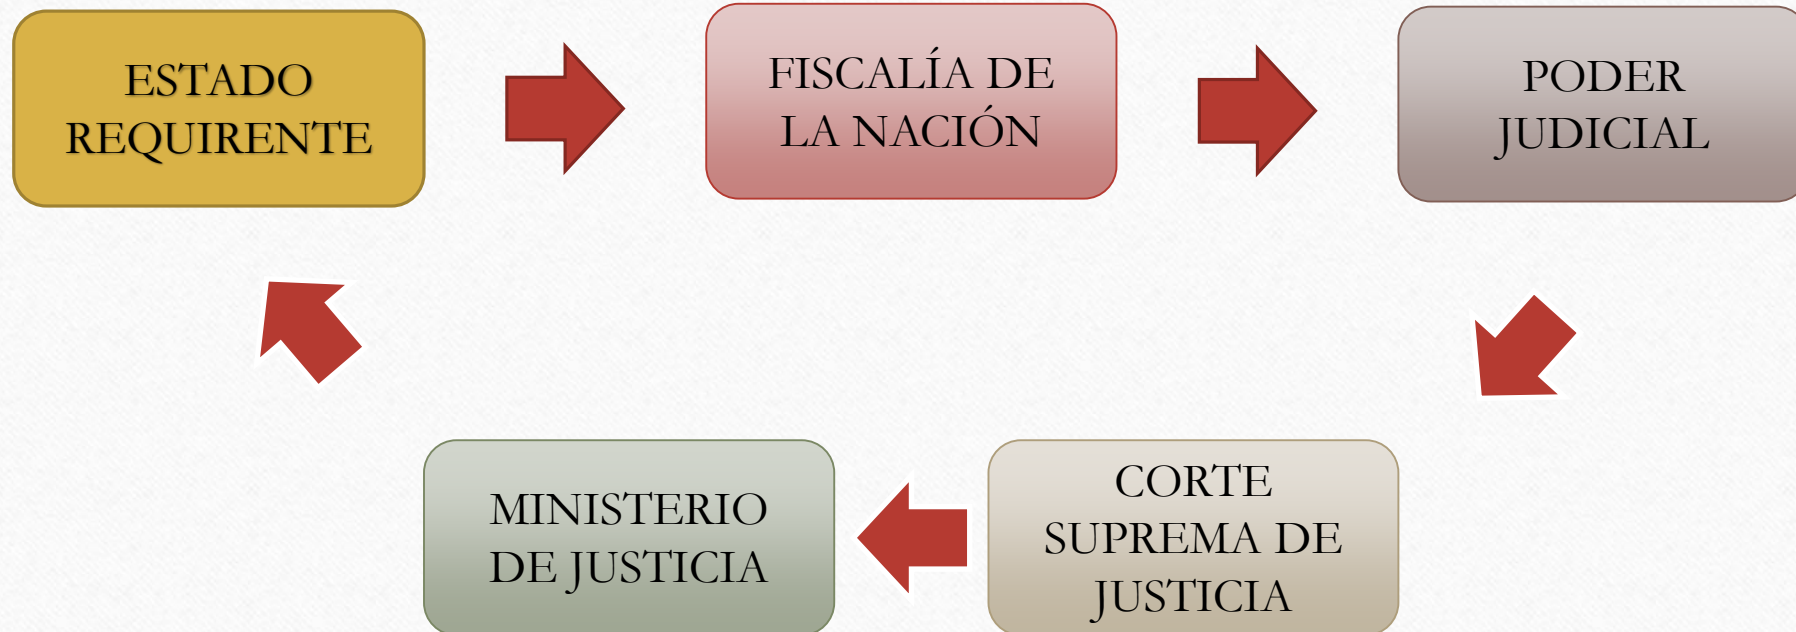 ESTADO
REQUIRENTE
FISCALÍA DE
LA NACIÓN
PODER
JUDICIAL
CORTE
SUPREMA DE
JUSTICIA
MINISTERIO
DE JUSTICIA